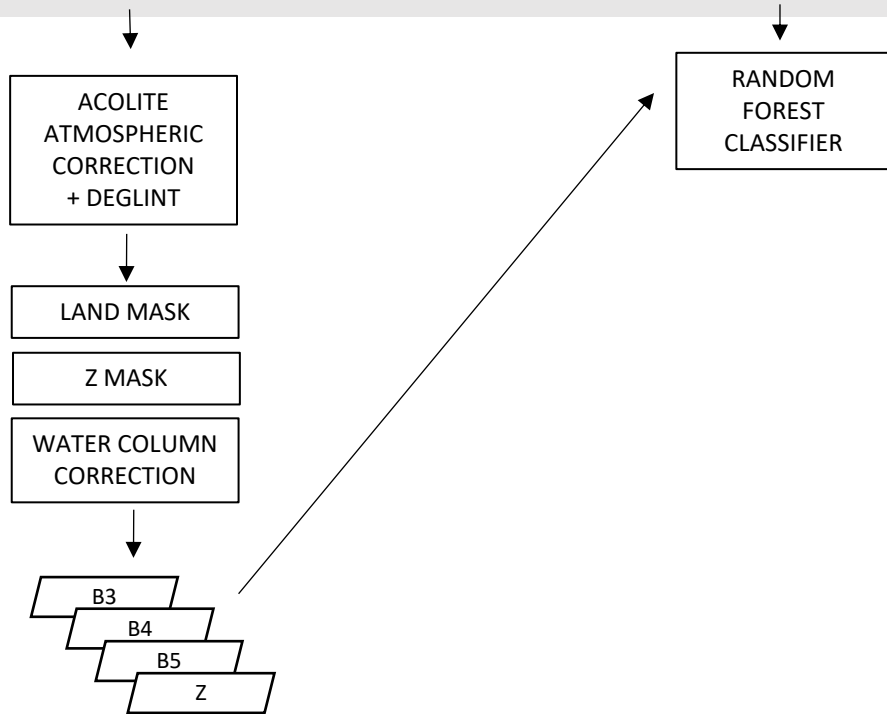 ACOLITE
ATMOSPHERIC
CORRECTION
+ DEGLINT
LAND MASK
Z MASK
WATER COLUMN
CORRECTION
B3
B4
B5
Z
RANDOM
FOREST
CLASSIFIER